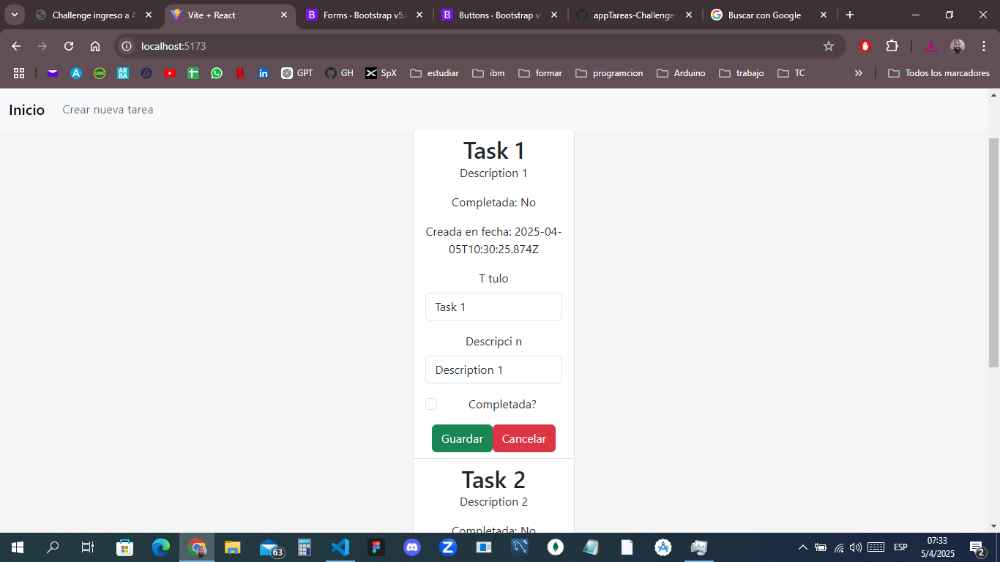 Challenge ingreso a A
Vite + React
Forms · Bootstrap v5.
Buttons · Bootstrap v
appTareas-Challenge
Buscar con Google
localhost:5173
GPT
GH
SpX
estudiar
ibm
formar
programcion
Arduino
trabajo
TC
Todos los marcadores
Inicio
Crear nueva tarea
Task 1
Description 1
Completada: No
Creada en fecha: 2025-04-
05T10:30:25.874Z
T tulo
Task 1
Descripci n
Description 1
Completada?
Guardar
Cancelar
Task 2
Description 2
Completada: No
63
ESP
07:33
5/4/2025
2